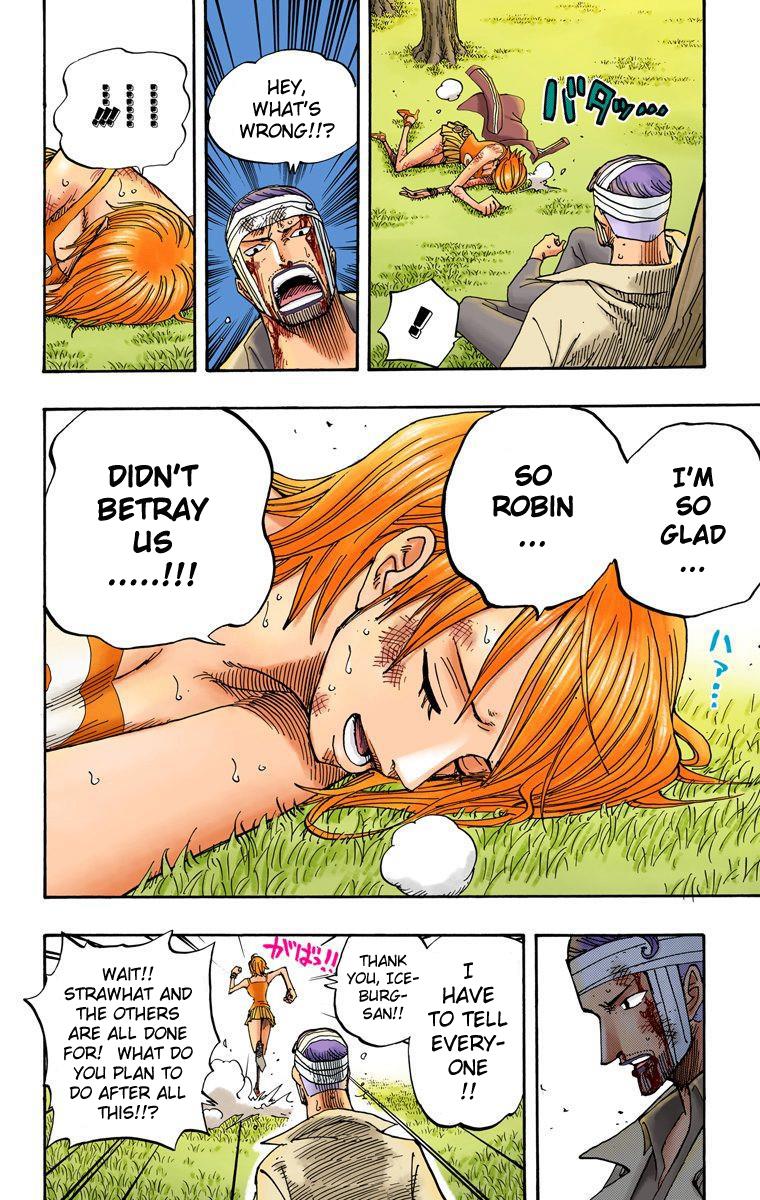 バタッ...
!!
HEY,
WHAT'S
WRONG!!?
I'M
SO
GLAD
...
SO
ROBIN
...
DIDN'T
BETRAY
US
.....!!!
ハァ...
I
HAVE
TO TELL
EVERY-
ONE
!!
THANK
YOU, ICE-
BURG-
SAN!!
がばっ!!
WAIT!!
STRAWHAT AND
THE OTHERS
ARE ALL DONE
FOR! WHAT DO
YOU PLAN TO
DO AFTER ALL
THIS!!?